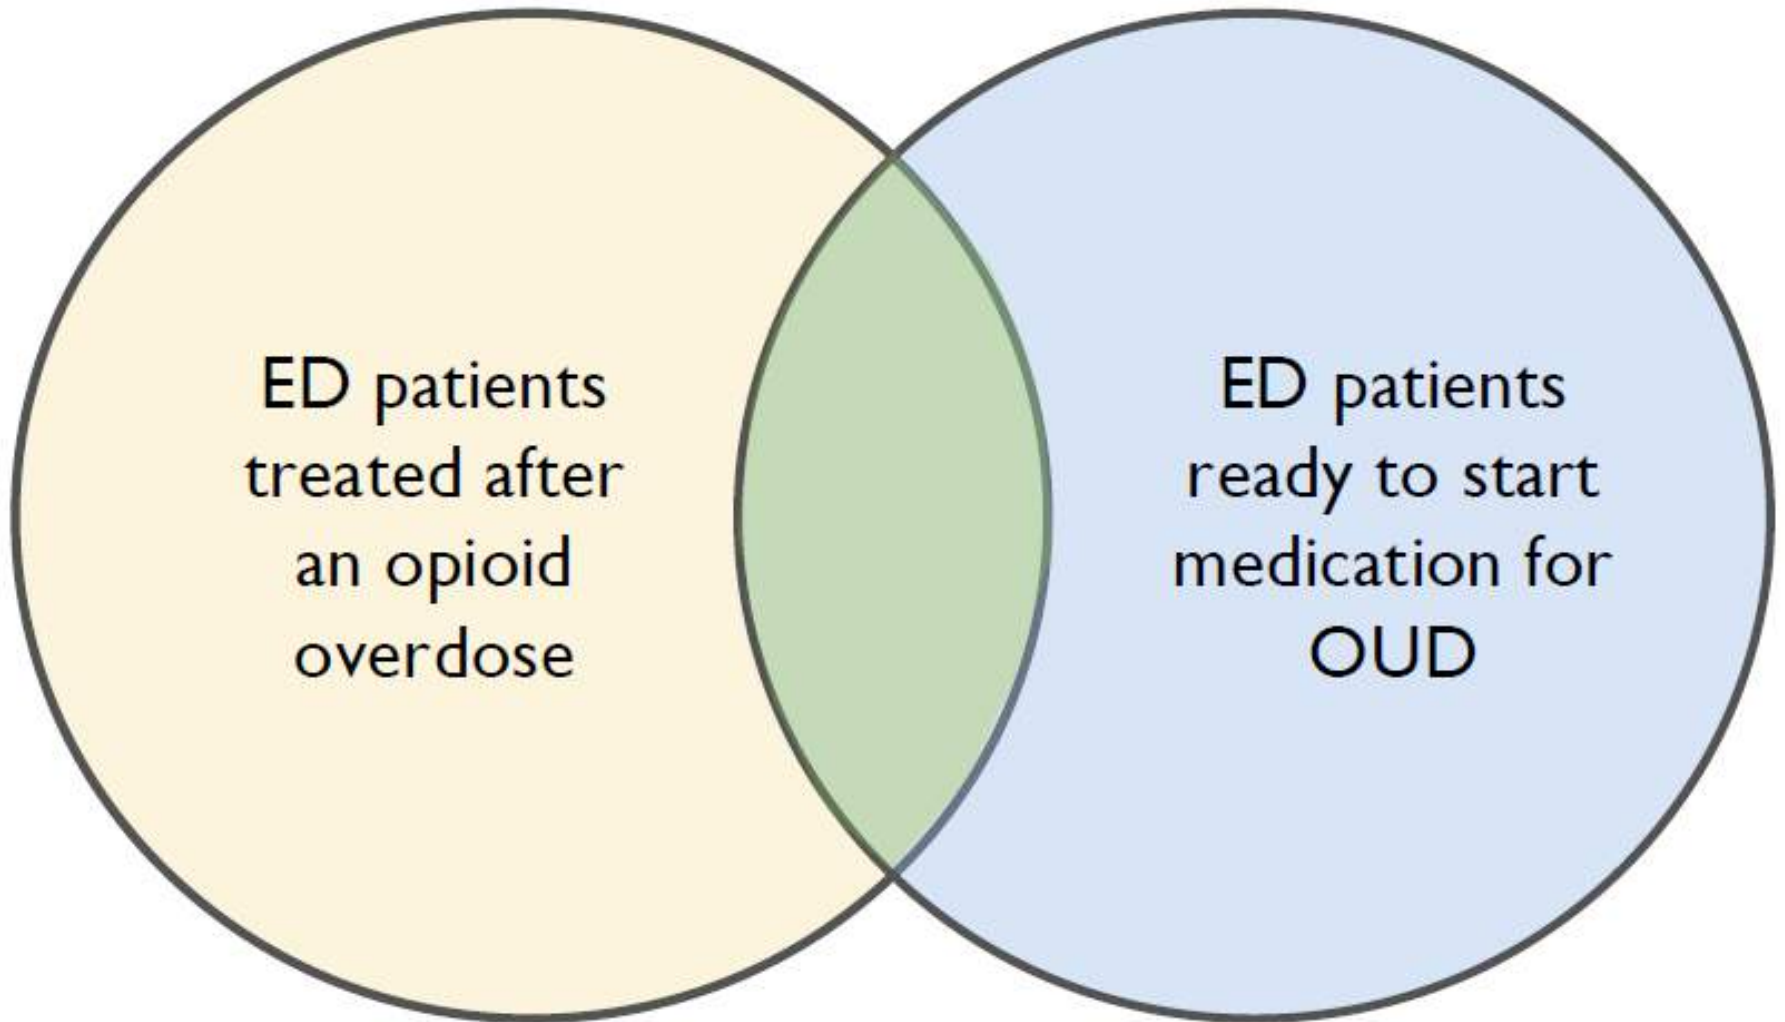 ED patients
treated after
an opioid
overdose
ED patients
ready to start
medication for
OUD